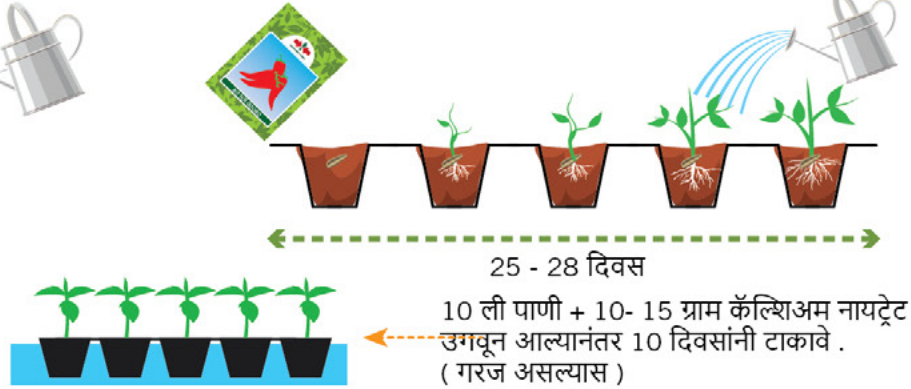 25 - 28 दिवस
10 ली पाणी + 10- 15 ग्राम कॅल्शिअम नायट्रेट
उगवून आल्यानंतर 10 दिवसांनी टाकावे .
( गरज असल्यास )